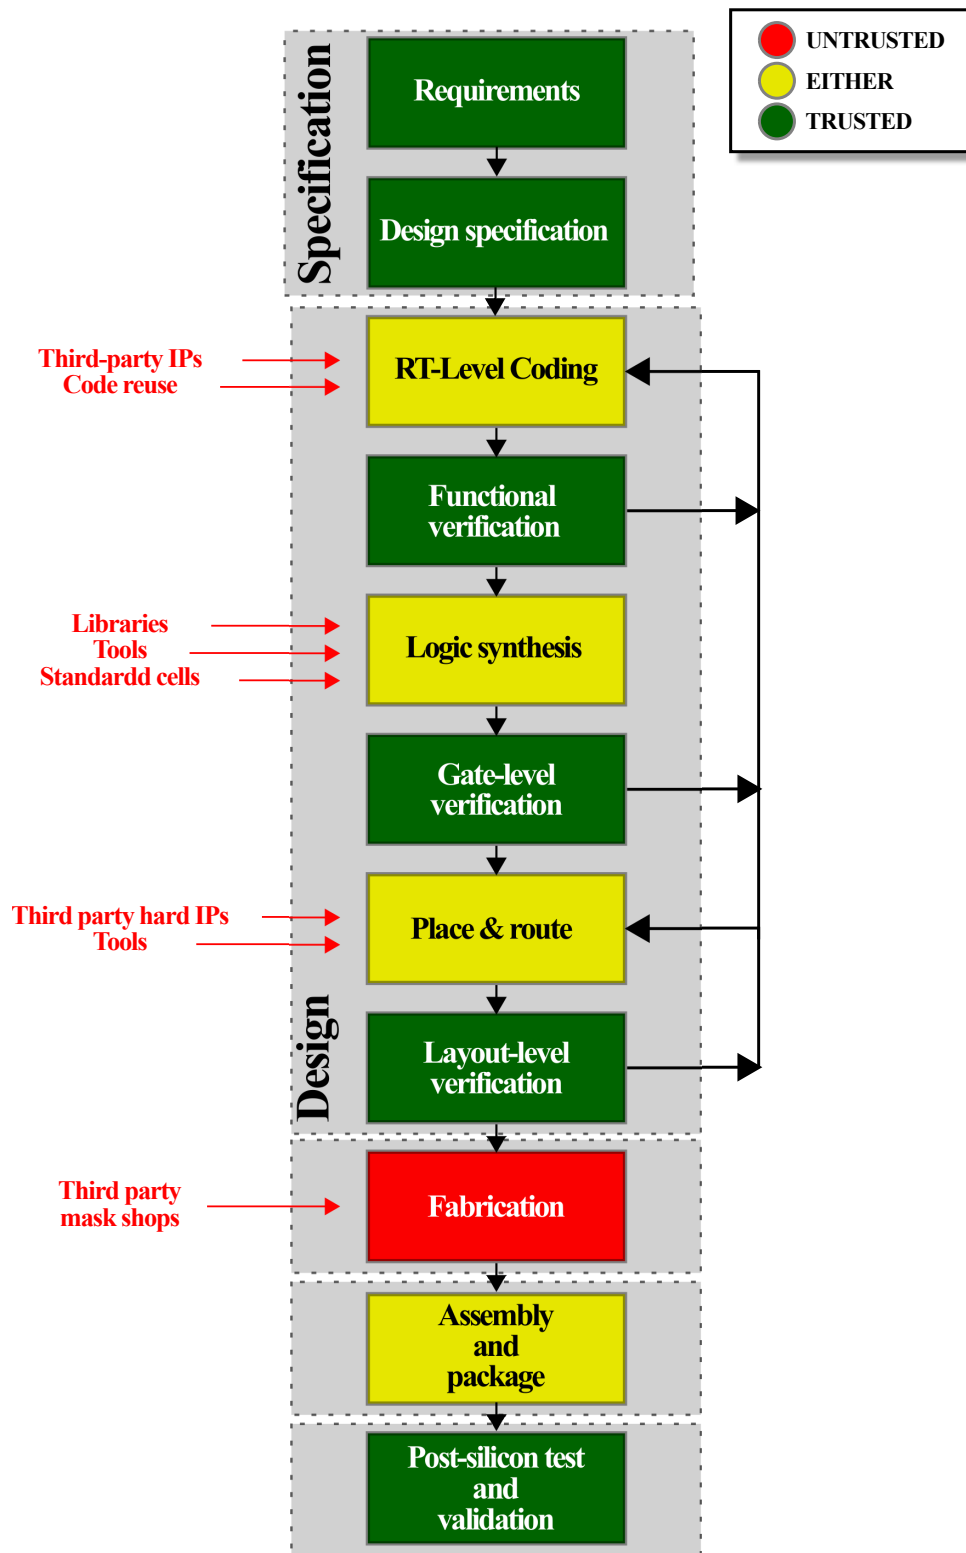 UNTRUSTED
EITHER
TRUSTED
Specification
Requirements
Design specification
Design
Third-party IPs
Code reuse
RT-Level Coding
Functional
verification
Libraries
Tools
Standardd cells
Logic synthesis
Gate-level
verification
Third party hard IPs
Tools
Place & route
Layout-level
verification
Third party
mask shops
Fabrication
Assembly
and
package
Post-silicon test
and
validation